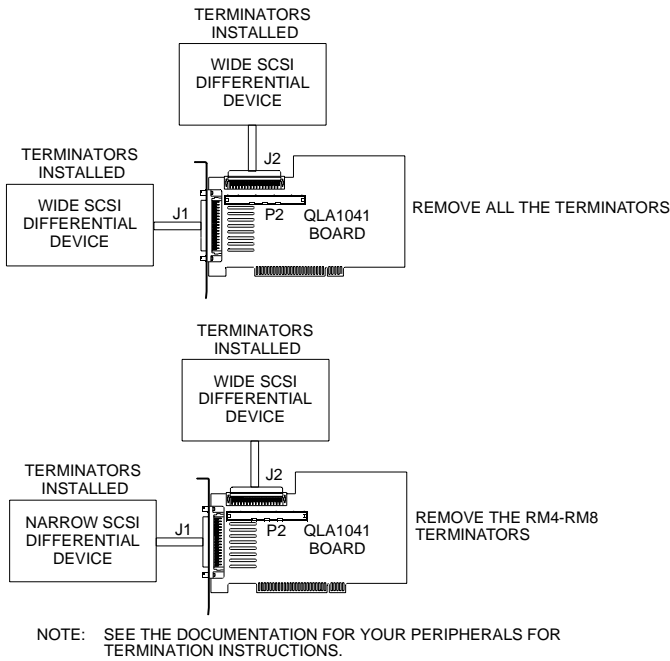 TERMINATORS
INSTALLED
WIDE SCSI
DIFFERENTIAL
DEVICE
J2
TERMINATORS
INSTALLED
WIDE SCSI
DIFFERENTIAL
DEVICE
J1
P2
QLA1041
BOARD
REMOVE ALL THE TERMINATORS
TERMINATORS
INSTALLED
WIDE SCSI
DIFFERENTIAL
DEVICE
J2
TERMINATORS
INSTALLED
NARROW SCSI
DIFFERENTIAL
DEVICE
J1
P2
QLA1041
BOARD
REMOVE THE RM4-RM8
TERMINATORS
NOTE: SEE THE DOCUMENTATION FOR YOUR PERIPHERALS FOR
TERMINATION INSTRUCTIONS.